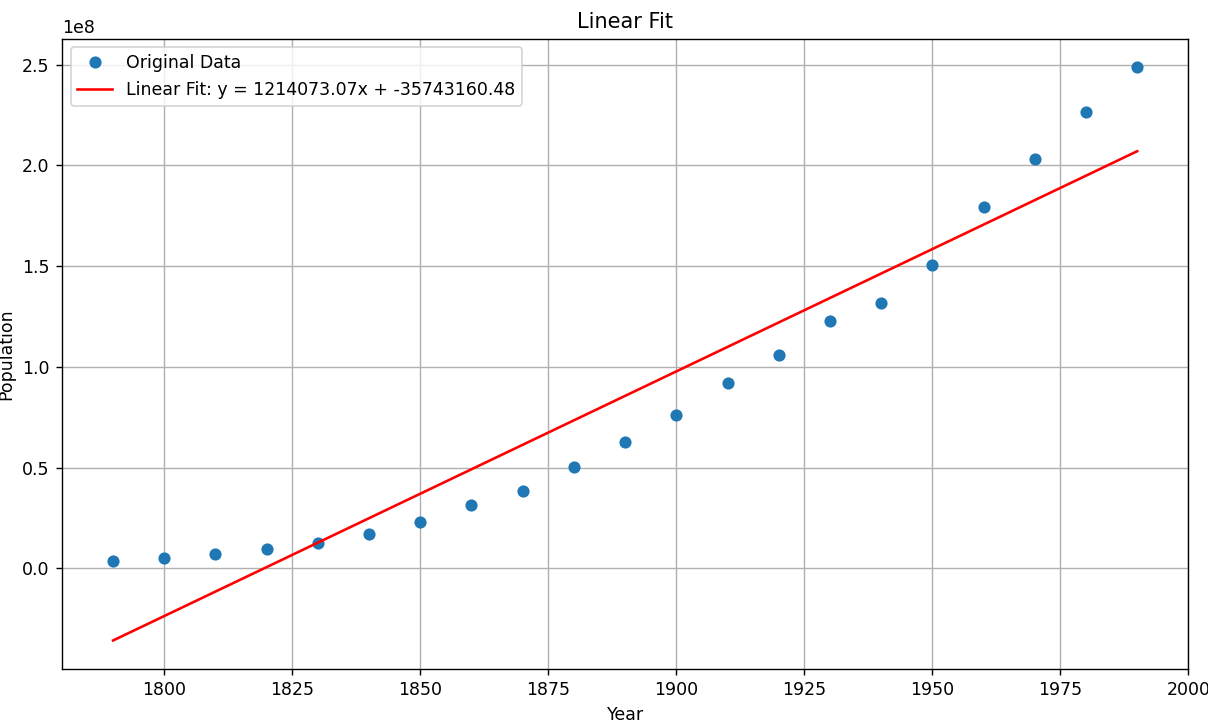 Linear Fit
1e8
Original Data
Linear Fit: y = 1214073.07x + -35743160.48
2.5
2.0
1.5
1.0
0.5
0.0
Population
1800 1825 1850 1875 1900 1925 1950 1975 2000
Year